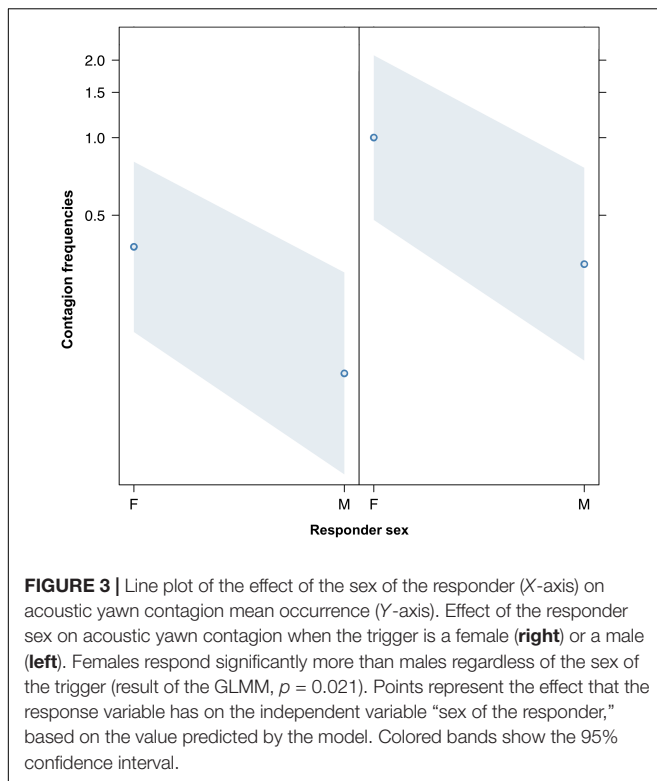 2.0
1.5
1.0
0.5
Contagion frequencies
F
M
F
M
Responder sex
FIGURE 3 | Line plot of the effect of the sex of the responder (X-axis) on
acoustic yawn contagion mean occurrence (Y-axis). Effect of the responder
sex on acoustic yawn contagion when the trigger is a female (right) or a male
(left). Females respond significantly more than males regardless of the sex of
the trigger (result of the GLMM, p = 0.021). Points represent the effect that the
response variable has on the independent variable “sex of the responder,”
based on the value predicted by the model. Colored bands show the 95%
confidence interval.